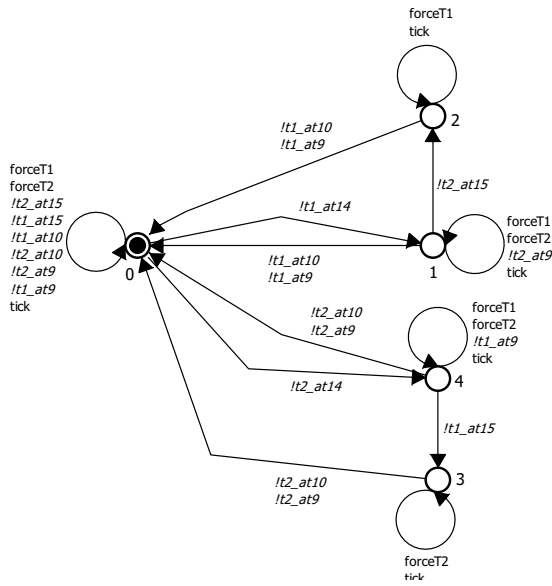 forceT1
tick
2
!t1_at10
!t1_at9
!t2_at15
forceT1
forceT2
!t2_at15
!t1_at15
!t1_at10
!t2_at10
!t2_at9
!t1_at9
tick
0
!t1_at14
!t1_at10
!t1_at9
1
forceT1
forceT2
!t2_at9
tick
!t2_at10
!t2_at9
!t2_at14
forceT1
forceT2
!t1_at9
tick
4
!t1_at15
3
!t2_at10
!t2_at9
forceT2
tick